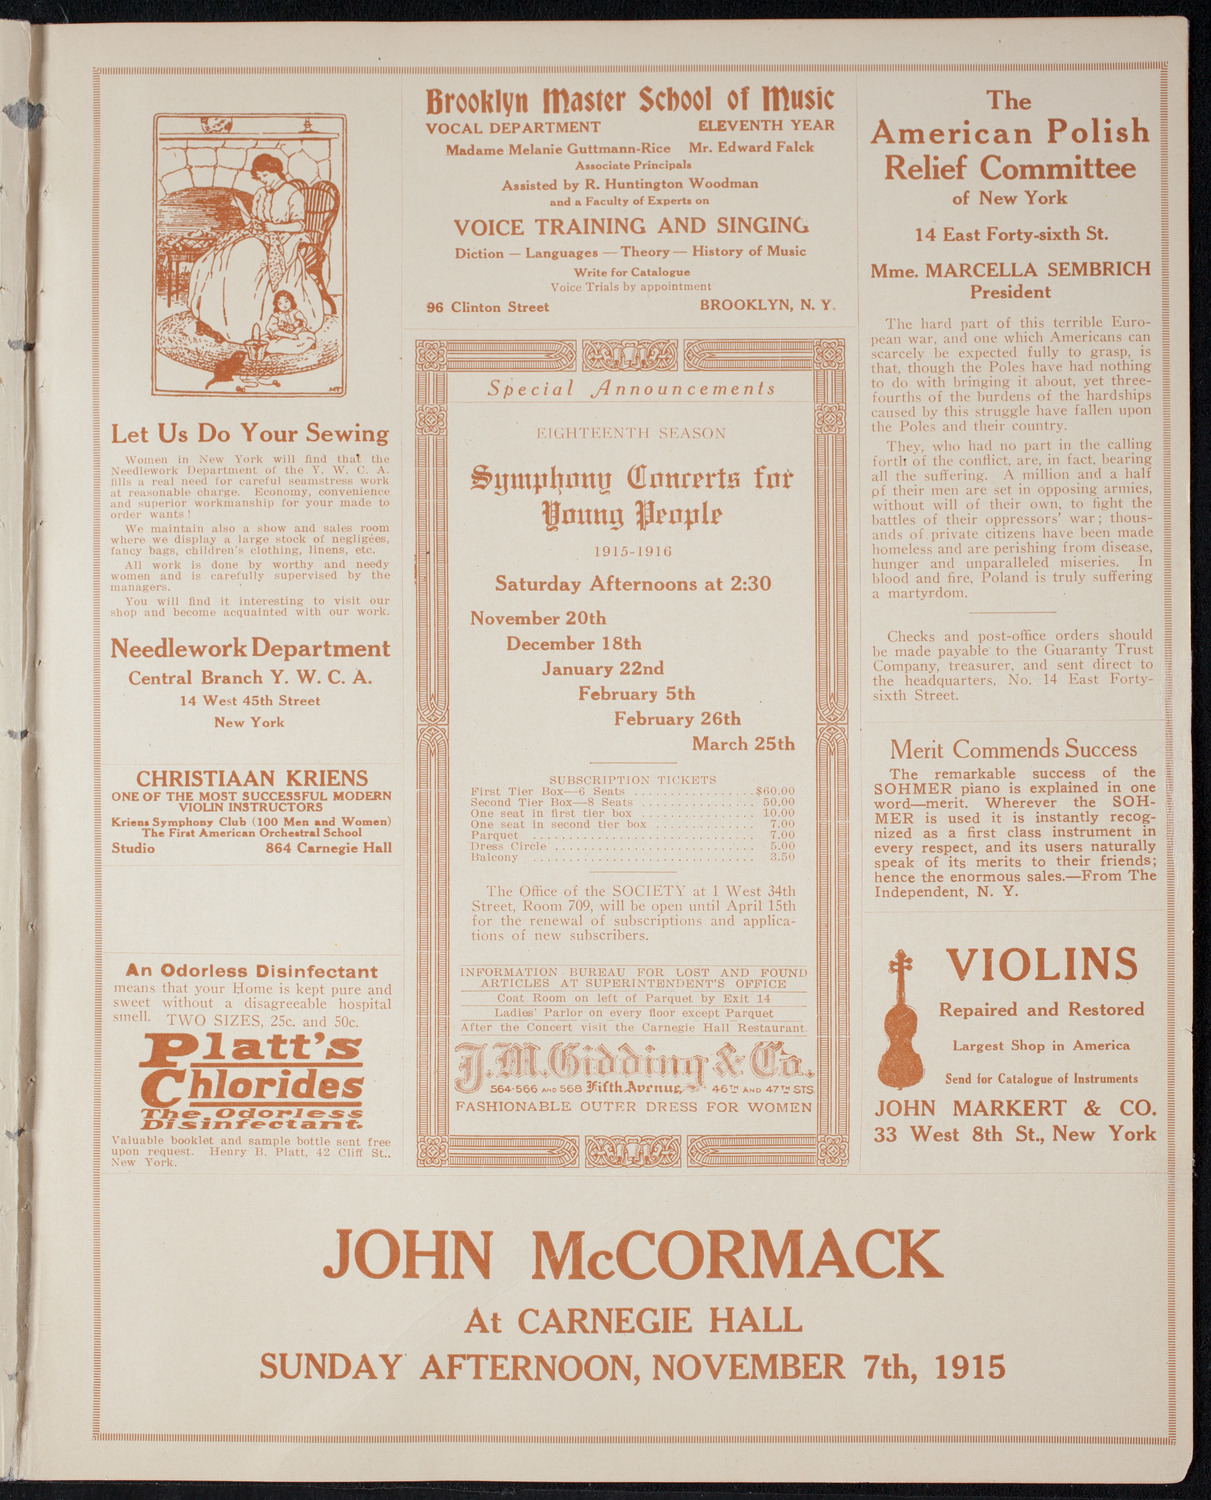 Let Us Do Your Sewing
Women in New York will find that the
Needlework Department of the Y. W. C. A.
fills a real need for careful seamstress work
at reasonable charge. Economy, convenience
and superior workmanship for your made to
order wants!
We maintain also a show and sales room
where we display a large stock of negligées,
fancy bags, children's clothing, linens, etc.
All work is done by worthy and needy
women and is carefully supervised by the
managers.
You will find it interesting to visit our
shop and become acquainted with our work.
Needlework Department
Central Branch Y. W. C. A.
14 West 45th Street
New York
CHRISTIAAN KRIENS
ONE OF THE MOST SUCCESSFUL MODERN
VIOLIN INSTRUCTORS
Kriens Symphony Club (100 Men and Women)
The First American Orchestral School
Studio 864 Carnegie Hall
An Odorless Disinfectant
means that your Home is kept pure and
sweet without a disagreeable hospital
smell. TWO SIZES, 25c. and 50c.
Platt's
Chlorides
The Odorless
Disinfectant.
Valuable booklet and sample bottle sent free
upon request. Henry B. Platt, 42 Cliff St.,
New York.
Brooklyn Master School of Music
VOCAL DEPARTMENT ELEVENTH YEAR
Madame Melanie Guttmann-Rice Mr. Edward Falck
Associate Principals
Assisted by R. Huntington Woodman
and a Faculty of Experts on
VOICE TRAINING AND SINGING
Diction — Languages — Theory — History of Music
Write for Catalogue
Voice Trials by appointment
96 Clinton Street BROOKLYN, N. Y.
Special Announcements
EIGHTEENTH SEASON
Symphony Concerts for
Young People
1915-1916
Saturday Afternoons at 2:30
November 20th
December 18th
January 22nd
February 5th
February 26th
March 25th
SUBSCRIPTION TICKETS
First Tier Box—6 Seats ................$60.00
Second Tier Box—8 Seats ............... 50.00
One seat in first tier box ............... 10.00
One seat in second tier box ............. 7.00
Parquet ................................ 7.00
Dress Circle ............................ 5.00
Balcony ................................ 3.50
The Office of the SOCIETY at 1 West 34th
Street, Room 709, will be open until April 15th
for the renewal of subscriptions and applica-
tions of new subscribers.
INFORMATION BUREAU FOR LOST AND FOUND
ARTICLES AT SUPERINTENDENT'S OFFICE
Coat Room on left of Parquet by Exit 14
Ladies' Parlor on every floor except Parquet
After the Concert visit the Carnegie Hall Restaurant.
J. M. Gidding & Co.
564-566 AND 568 Fifth Avenue 46TH AND 47TH STS.
FASHIONABLE OUTER DRESS FOR WOMEN
The
American Polish
Relief Committee
of New York
14 East Forty-sixth St.
Mme. MARCELLA SEMBRICH
President
The hard part of this terrible Euro-
pean war, and one which Americans can
scarcely be expected fully to grasp, is
that, though the Poles have had nothing
to do with bringing it about, yet three-
fourths of the burdens of the hardships
caused by this struggle have fallen upon
the Poles and their country.
They, who had no part in the calling
forth of the conflict, are, in fact, bearing
all the suffering. A million and a half
of their men are set in opposing armies,
without will of their own, to fight the
battles of their oppressors' war; thous-
ands of private citizens have been made
homeless and are perishing from disease,
hunger and unparalleled miseries. In
blood and fire, Poland is truly suffering
a martyrdom.
Checks and post-office orders should
be made payable to the Guaranty Trust
Company, treasurer, and sent direct to
the headquarters, No. 14 East Forty-
sixth Street.
Merit Commends Success
The remarkable success of the
SOHMER piano is explained in one
word—merit. Wherever the SOH-
MER is used it is instantly recog-
nized as a first class instrument in
every respect, and its users naturally
speak of its merits to their friends;
hence the enormous sales.—From The
Independent, N. Y.
VIOLINS
Repaired and Restored
Largest Shop in America
Send for Catalogue of Instruments
JOHN MARKERT & CO.
33 West 8th St., New York
JOHN McCORMACK
At CARNEGIE HALL
SUNDAY AFTERNOON, NOVEMBER 7th, 1915